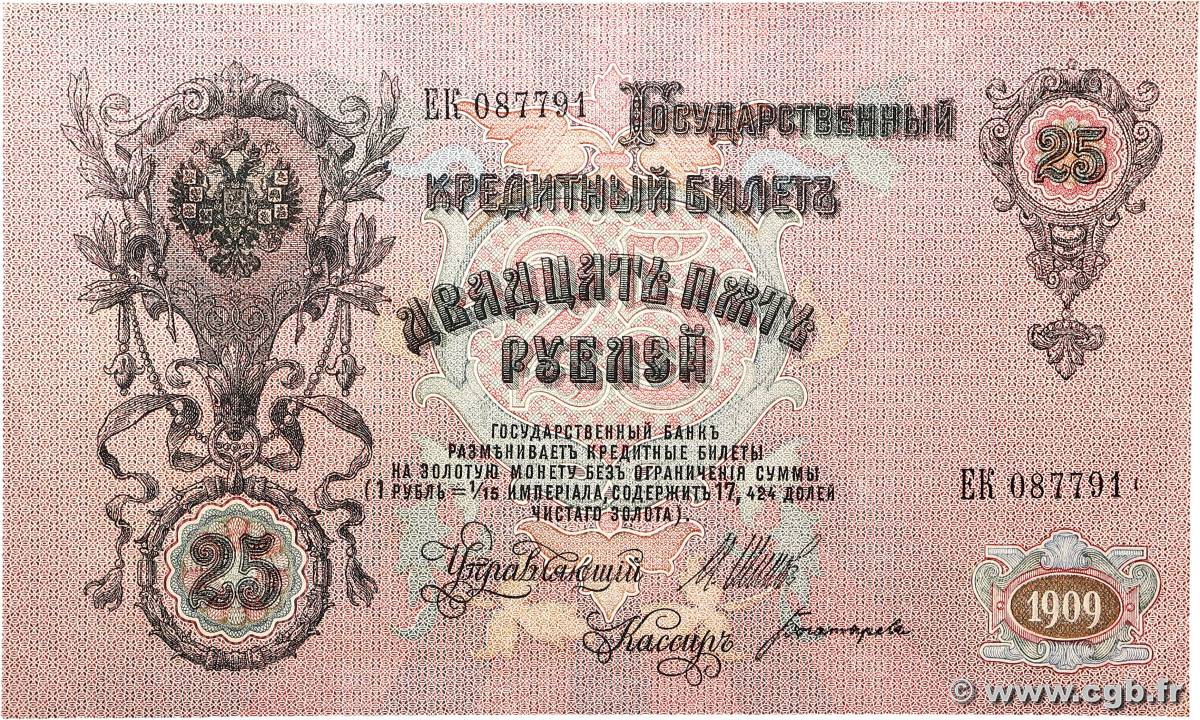 ЕК 087791
Государственный
25
кредитный билетъ
двадцать пять
рублей
25
ГОСУДАРСТВЕННЫЙ БАНКЪ
РАЗМѢНИВАЕТЪ КРЕДИТНЫЕ БИЛЕТЫ
НА ЗОЛОТУЮ МОНЕТУ БЕЗЪ ОГРАНИЧЕНІЯ СУММЫ
(1 РУБЛЬ = 1/15 ИМПЕРІАЛА, СОДЕРЖИТЪ 17, 424 ДОЛЕЙ
ЧИСТАГО ЗОЛОТА).
ЕК 087791
25
Управляющій
Кассиръ
1909
© www.cgb.fr